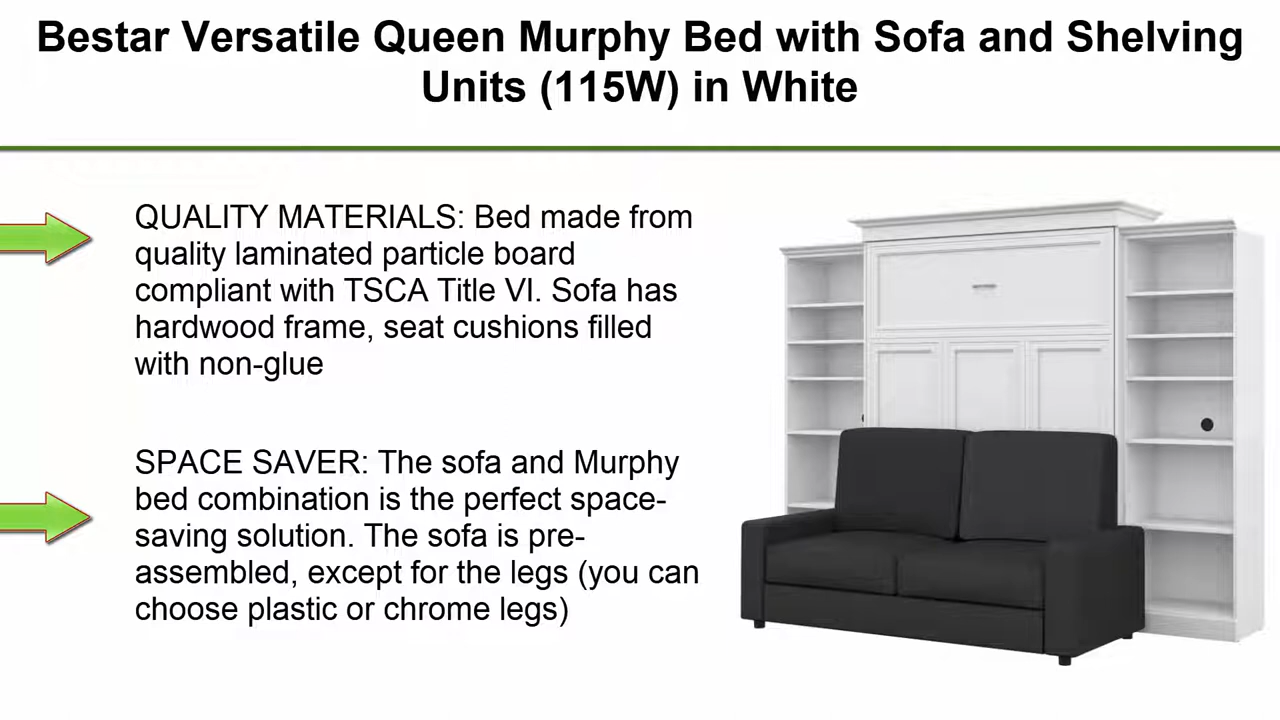 Bestar Versatile Queen Murphy Bed with Sofa and Shelving
Units (115W) in White
QUALITY MATERIALS: Bed made from
quality laminated particle board
compliant with TSCA Title VI. Sofa has
hardwood frame, seat cushions filled
with non-glue
SPACE SAVER: The sofa and Murphy
bed combination is the perfect space-
saving solution. The sofa is pre-
assembled, except for the legs (you can
choose plastic or chrome legs)